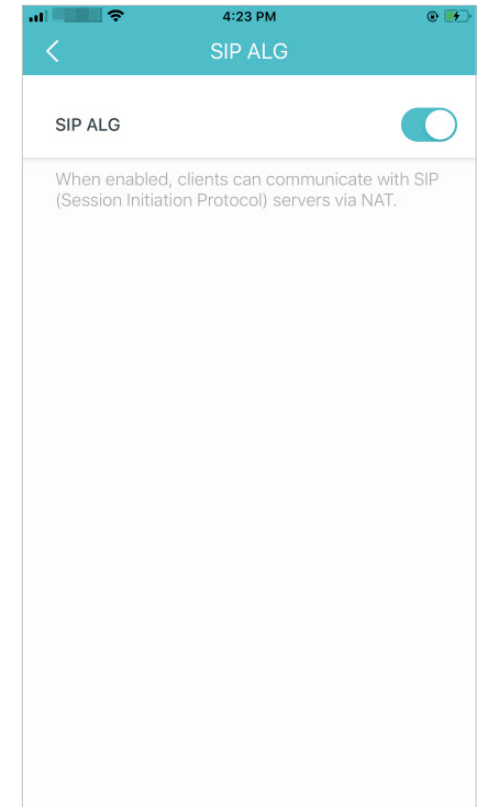 4:23 PM
SIP ALG
SIP ALG
When enabled, clients can communicate with SIP
(Session Initiation Protocol) servers via NAT.